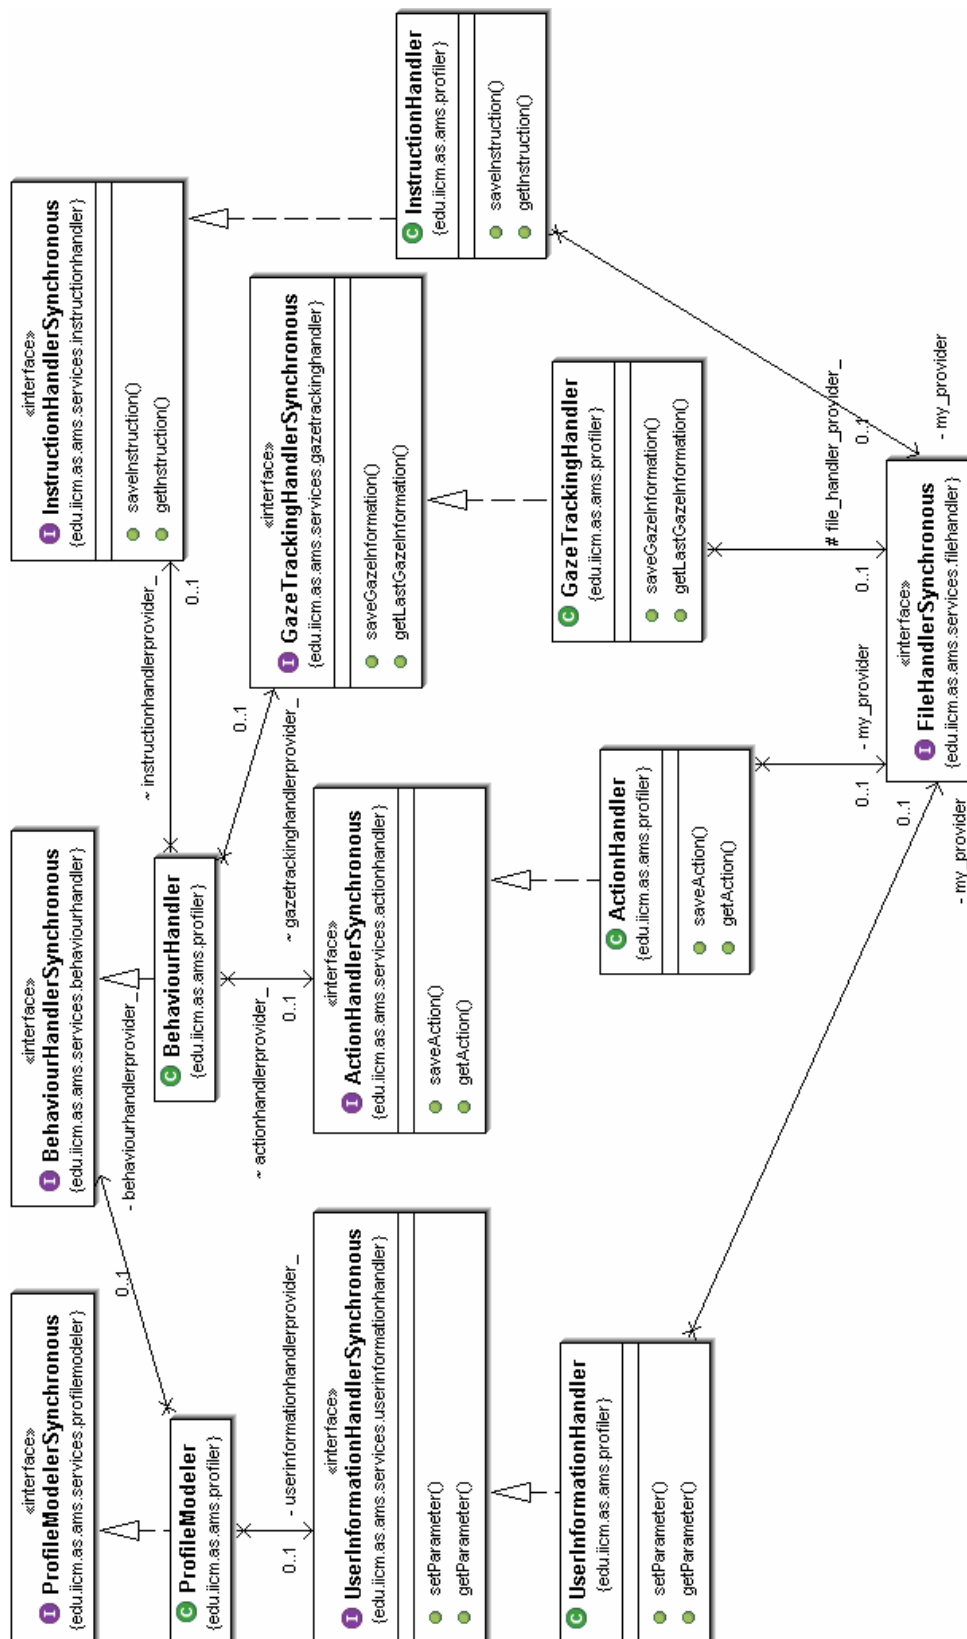 «interface»
I ProfileModelerSynchronous
{edu.iicm.as.ams.services.profilemodeler}
C ProfileModeler
{edu.iicm.as.ams.profiler}
0..1
- behaviourhandlerprovider_
0..1
- userinformationhandlerprovider_
«interface»
I UserInformationHandlerSynchronous
{edu.iicm.as.ams.services.userinformationhandler}
setParameter()
getParameter()
C UserInformationHandler
{edu.iicm.as.ams.profiler}
setParameter()
getParameter()
«interface»
I BehaviourHandlerSynchronous
{edu.iicm.as.ams.services.behaviourhandler}
C BehaviourHandler
{edu.iicm.as.ams.profiler}
~ actionhandlerprovider_
0..1
~ gazetrackinghandlerprovider_
0..1
~ instructionhandlerprovider_
0..1
«interface»
I ActionHandlerSynchronous
{edu.iicm.as.ams.services.actionhandler}
saveAction()
getAction()
C ActionHandler
{edu.iicm.as.ams.profiler}
saveAction()
getAction()
«interface»
I InstructionHandlerSynchronous
{edu.iicm.as.ams.services.instructionhandler}
saveInstruction()
getInstruction()
«interface»
I GazeTrackingHandlerSynchronous
{edu.iicm.as.ams.services.gazetrackinghandler}
saveGazeInformation()
getLastGazeInformation()
C InstructionHandler
{edu.iicm.as.ams.profiler}
saveInstruction()
getInstruction()
C GazeTrackingHandler
{edu.iicm.as.ams.profiler}
saveGazeInformation()
getLastGazeInformation()
# file_handler_provider_
0..1
0..1
- my_provider
0..1
- my_provider
0..1
- my_provider
«interface»
I FileHandlerSynchronous
{edu.iicm.as.ams.services.filehandler}